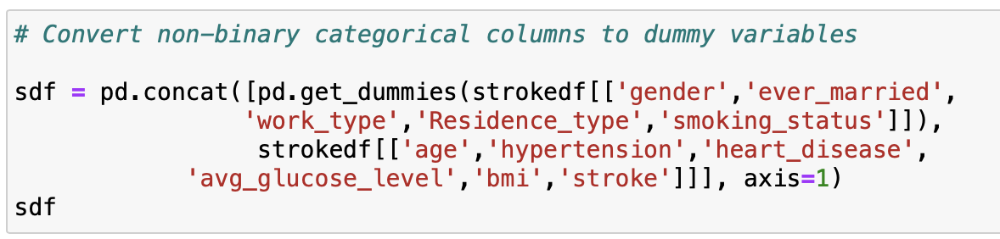 # Convert non-binary categorical columns to dummy variables
sdf = pd.concat([pd.get_dummies(strokedf[['gender','ever_married',
'work_type','Residence_type','smoking_status']]),
strokedf[['age','hypertension','heart_disease',
'avg_glucose_level','bmi','stroke']]], axis=1)
sdf